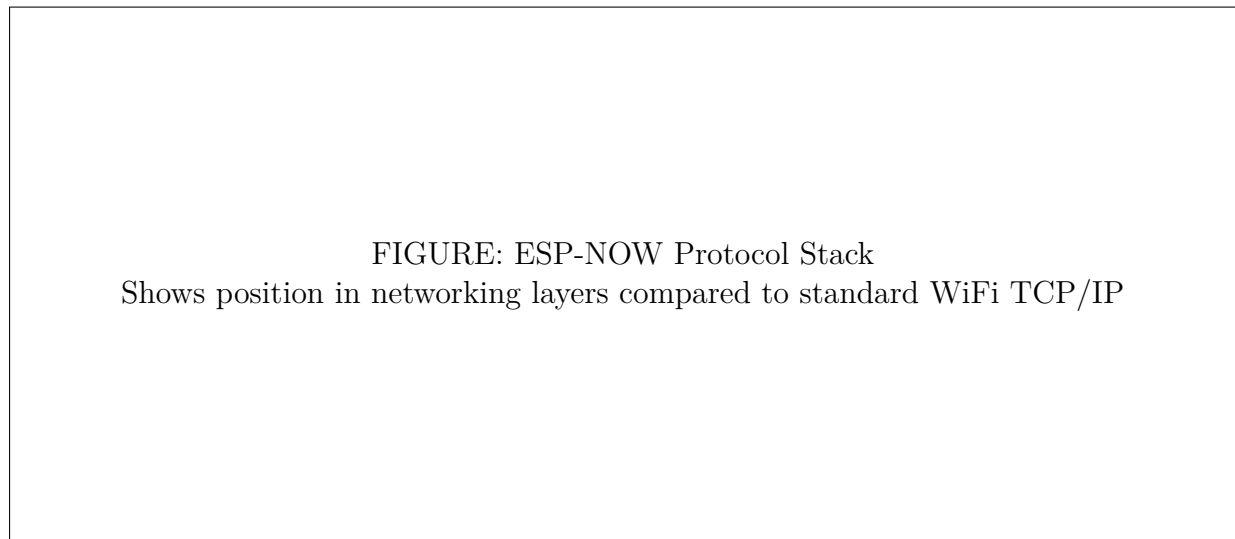 FIGURE: ESP-NOW Protocol Stack
Shows position in networking layers compared to standard WiFi TCP/IP